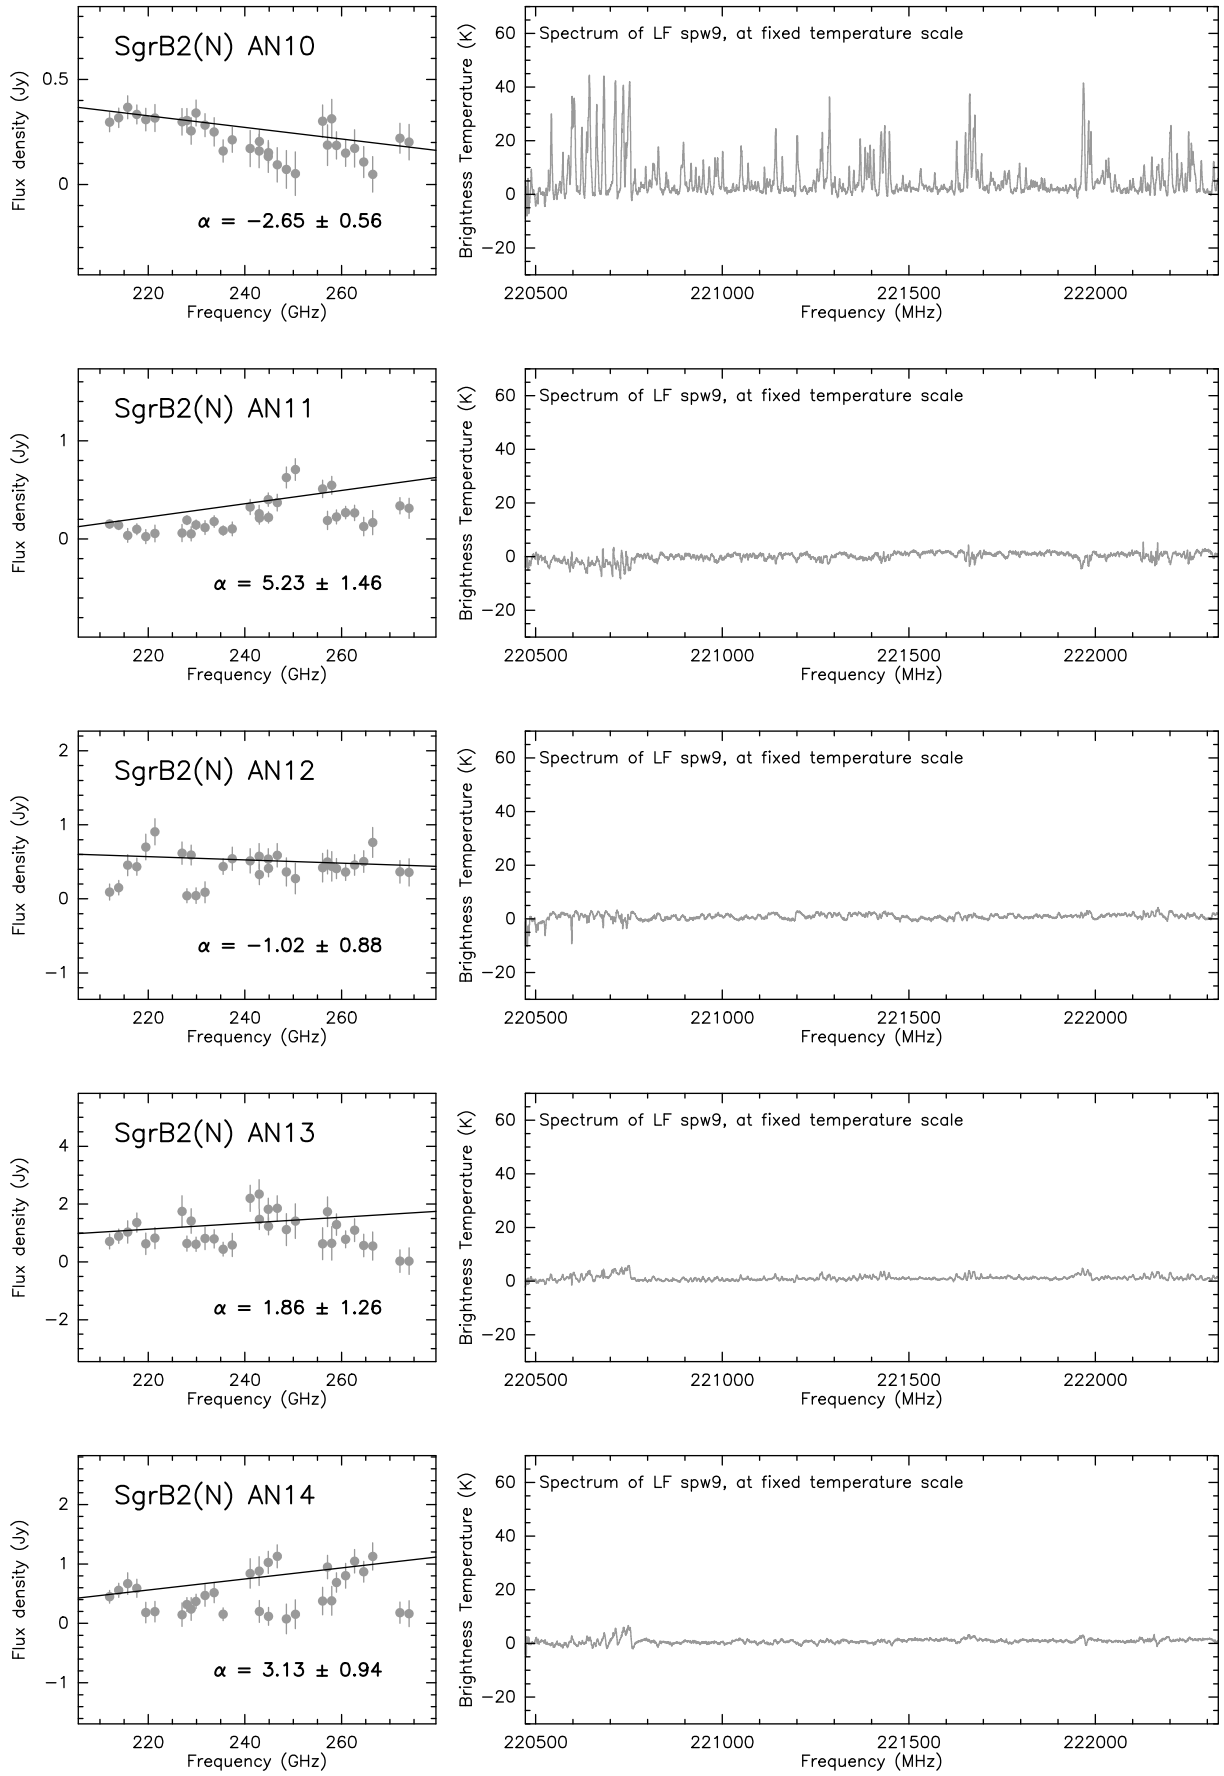 SgrB2(N) AN10
Flux density (Jy)
0.5
0
α = −2.65 ± 0.56
220 240 260
Frequency (GHz)
Spectrum of LF spw9, at fixed temperature scale
Brightness Temperature (K)
60
40
20
0
−20
220500 221000 221500 222000
Frequency (MHz)
SgrB2(N) AN11
Flux density (Jy)
1
0
α = 5.23 ± 1.46
220 240 260
Frequency (GHz)
Spectrum of LF spw9, at fixed temperature scale
Brightness Temperature (K)
60
40
20
0
−20
220500 221000 221500 222000
Frequency (MHz)
SgrB2(N) AN12
Flux density (Jy)
2
1
0
−1
α = −1.02 ± 0.88
220 240 260
Frequency (GHz)
Spectrum of LF spw9, at fixed temperature scale
Brightness Temperature (K)
60
40
20
0
−20
220500 221000 221500 222000
Frequency (MHz)
SgrB2(N) AN13
Flux density (Jy)
4
2
0
−2
α = 1.86 ± 1.26
220 240 260
Frequency (GHz)
Spectrum of LF spw9, at fixed temperature scale
Brightness Temperature (K)
60
40
20
0
−20
220500 221000 221500 222000
Frequency (MHz)
SgrB2(N) AN14
Flux density (Jy)
2
1
0
−1
α = 3.13 ± 0.94
220 240 260
Frequency (GHz)
Spectrum of LF spw9, at fixed temperature scale
Brightness Temperature (K)
60
40
20
0
−20
220500 221000 221500 222000
Frequency (MHz)